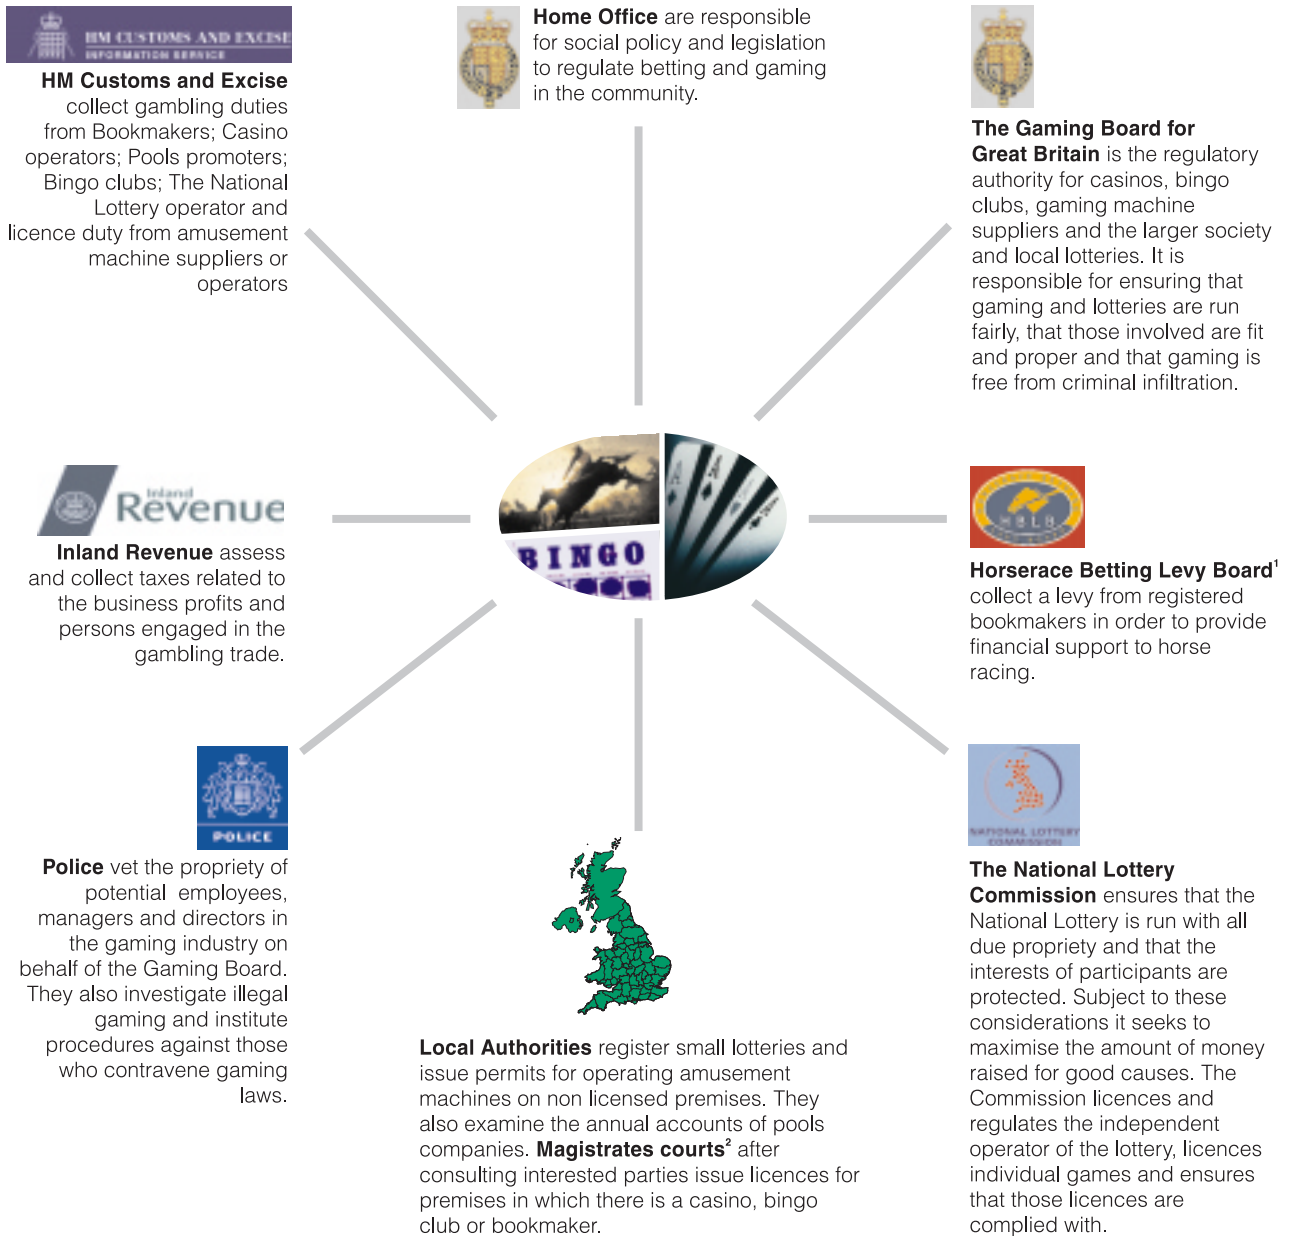 HM CUSTOMS AND EXCISE
INFORMATION SERVICE
HM Customs and Excise
collect gambling duties
from Bookmakers; Casino
operators; Pools promoters;
Bingo clubs; The National
Lottery operator and
licence duty from amusement
machine suppliers or
operators
Home Office are responsible
for social policy and legislation
to regulate betting and gaming
in the community.
The Gaming Board for
Great Britain is the regulatory
authority for casinos, bingo
clubs, gaming machine
suppliers and the larger society
and local lotteries. It is
responsible for ensuring that
gaming and lotteries are run
fairly, that those involved are fit
and proper and that gaming is
free from criminal infiltration.
Inland
Revenue
Inland Revenue assess
and collect taxes related to
the business profits and
persons engaged in the
gambling trade.
BINGO
A
HBLB
Horserace Betting Levy Board¹
collect a levy from registered
bookmakers in order to provide
financial support to horse
racing.
POLICE
Police vet the propriety of
potential employees,
managers and directors in
the gaming industry on
behalf of the Gaming Board.
They also investigate illegal
gaming and institute
procedures against those
who contravene gaming
laws.
Local Authorities register small lotteries and
issue permits for operating amusement
machines on non licensed premises. They
also examine the annual accounts of pools
companies. Magistrates courts² after
consulting interested parties issue licences for
premises in which there is a casino, bingo
club or bookmaker.
NATIONAL LOTTERY
COMMISSION
The National Lottery
Commission ensures that the
National Lottery is run with all
due propriety and that the
interests of participants are
protected. Subject to these
considerations it seeks to
maximise the amount of money
raised for good causes. The
Commission licences and
regulates the independent
operator of the lottery, licences
individual games and ensures
that those licences are
complied with.